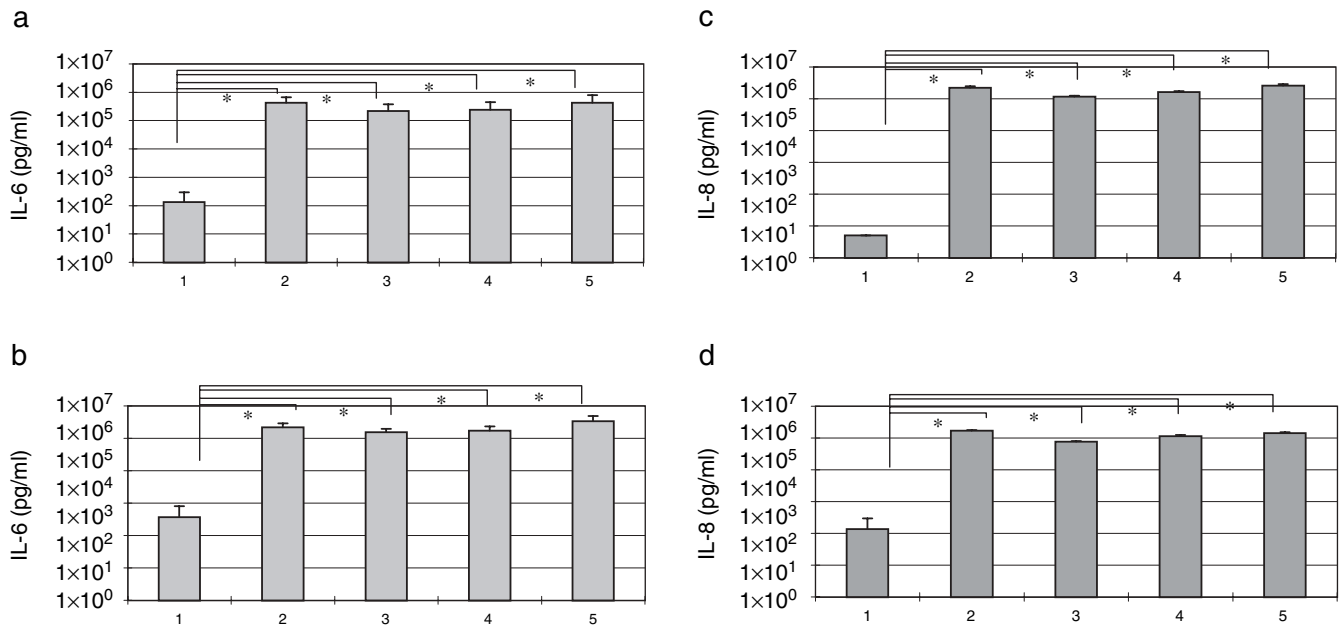 a
IL-6 (pg/ml)
1×10⁷
1×10⁶
1×10⁵
1×10⁴
1×10³
1×10²
1×10¹
1×10⁰
* * * *
1 2 3 4 5
c
IL-8 (pg/ml)
1×10⁷
1×10⁶
1×10⁵
1×10⁴
1×10³
1×10²
1×10¹
1×10⁰
* * * *
1 2 3 4 5
b
IL-6 (pg/ml)
1×10⁷
1×10⁶
1×10⁵
1×10⁴
1×10³
1×10²
1×10¹
1×10⁰
* * * *
1 2 3 4 5
d
IL-8 (pg/ml)
1×10⁷
1×10⁶
1×10⁵
1×10⁴
1×10³
1×10²
1×10¹
1×10⁰
* * * *
1 2 3 4 5